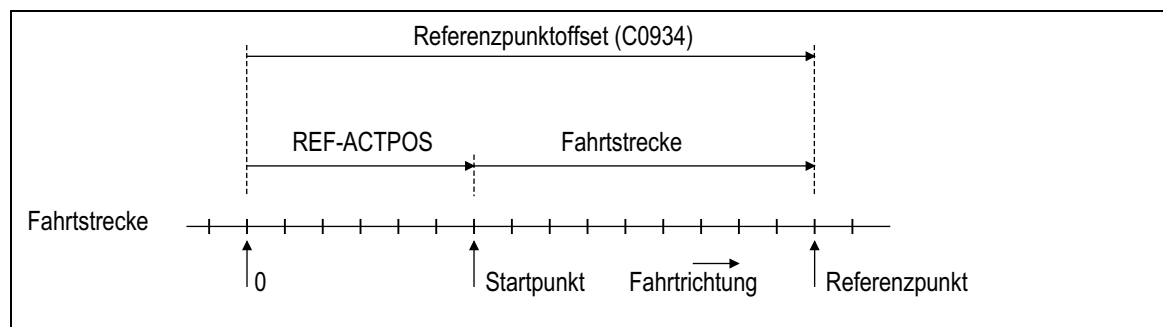 Referenzpunktoffset (C0934)
REF-ACTPOS Fahrtstrecke
Fahrtstrecke
0 Startpunkt Fahrtrichtung Referenzpunkt